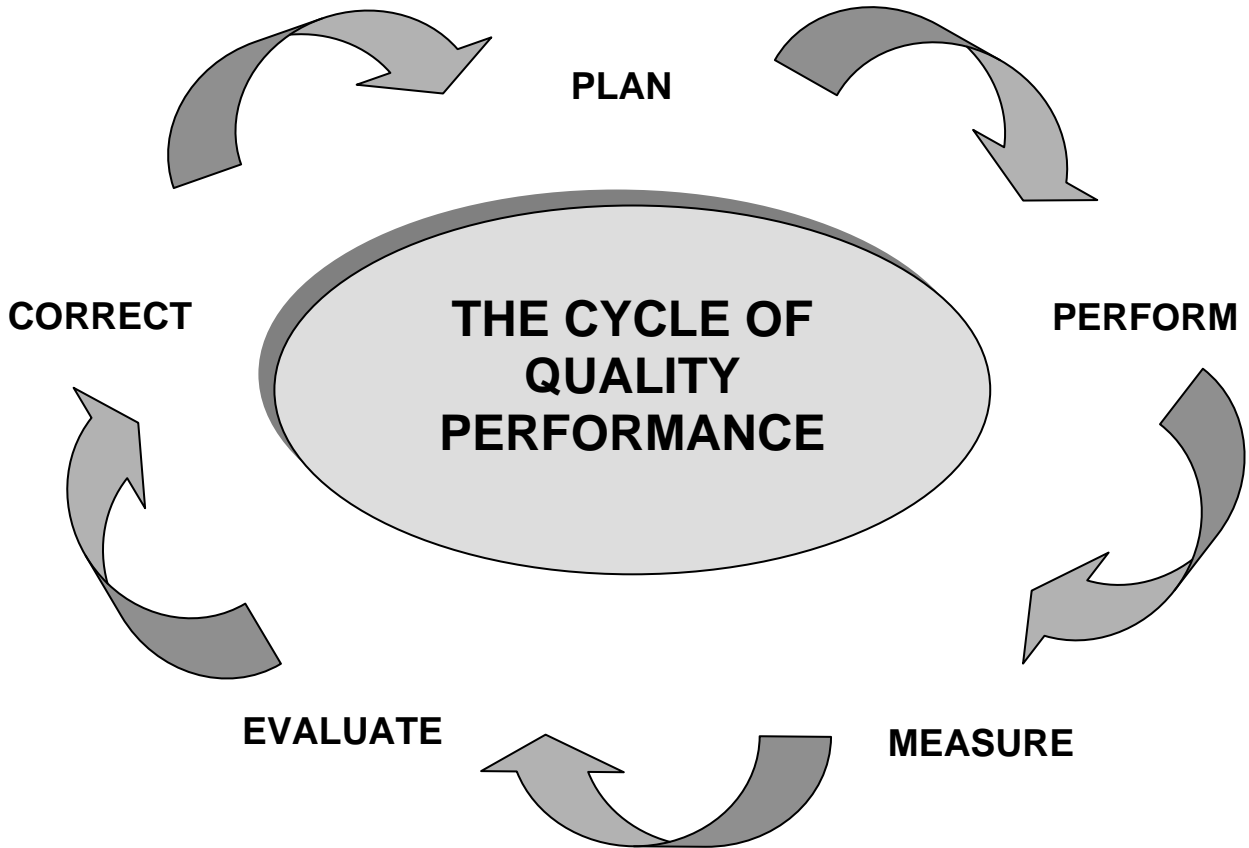 PLAN
CORRECT
THE CYCLE OF
QUALITY
PERFORMANCE
PERFORM
EVALUATE
MEASURE